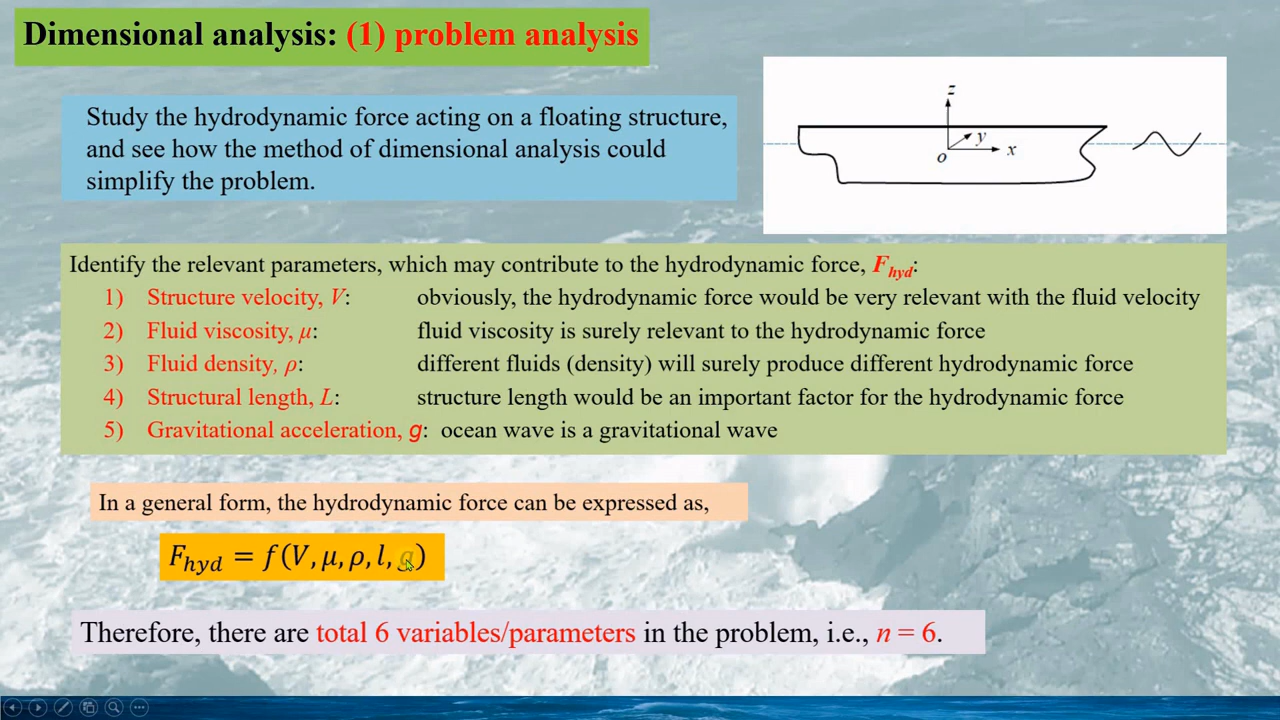 Dimensional analysis: (1) problem analysis
Study the hydrodynamic force acting on a floating structure,
and see how the method of dimensional analysis could
simplify the problem.
z
y
o
x
Identify the relevant parameters, which may contribute to the hydrodynamic force, F_hyd:
1) Structure velocity, V: obviously, the hydrodynamic force would be very relevant with the fluid velocity
2) Fluid viscosity, μ: fluid viscosity is surely relevant to the hydrodynamic force
3) Fluid density, ρ: different fluids (density) will surely produce different hydrodynamic force
4) Structural length, L: structure length would be an important factor for the hydrodynamic force
5) Gravitational acceleration, g: ocean wave is a gravitational wave
In a general form, the hydrodynamic force can be expressed as,
F_hyd = f(V, μ, ρ, l, g)
Therefore, there are total 6 variables/parameters in the problem, i.e., n = 6.